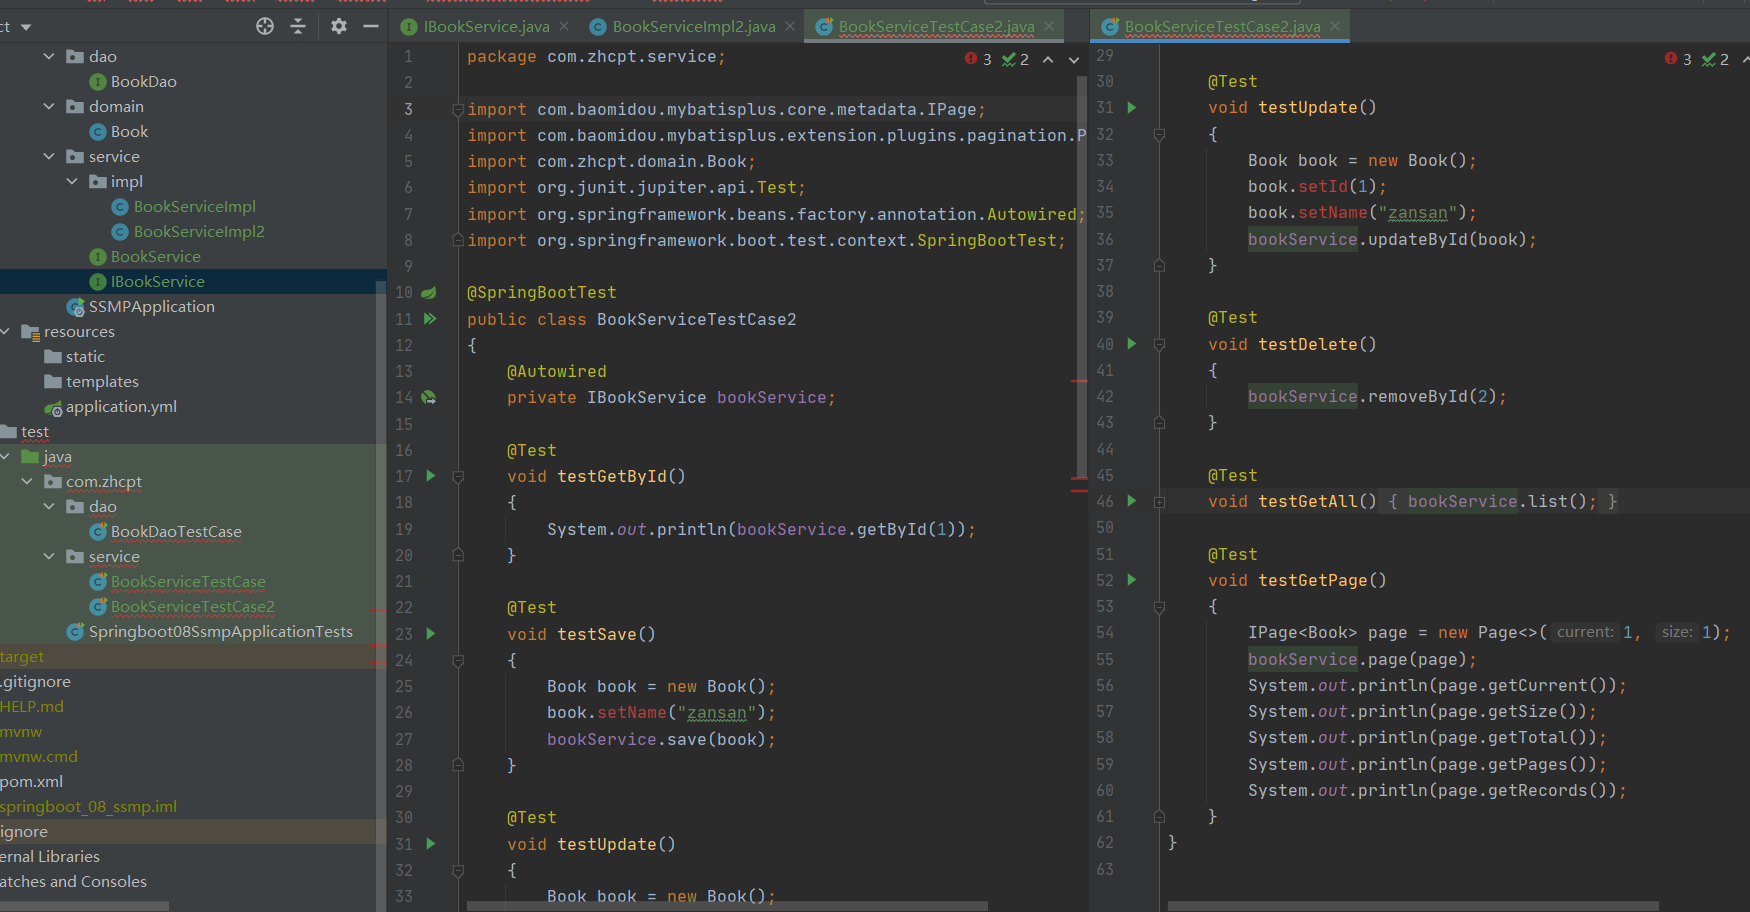 ct
dao
BookDao
domain
Book
service
impl
BookServiceImpl
BookServiceImpl2
BookService
IBookService
SSMPApplication
resources
static
templates
application.yml
test
java
com.zhcpt
dao
BookDaoTestCase
service
BookServiceTestCase
BookServiceTestCase2
Springboot08SsmpApplicationTests
target
.gitignore
HELP.md
mvnw
mvnw.cmd
pom.xml
springboot_08_ssmp.iml
ignore
ernal Libraries
atches and Consoles
IBookService.java
BookServiceImpl2.java
BookServiceTestCase2.java
3 2
1 package com.zhcpt.service;
2
3 import com.baomidou.mybatisplus.core.metadata.IPage;
4 import com.baomidou.mybatisplus.extension.plugins.pagination.P
5 import com.zhcpt.domain.Book;
6 import org.junit.jupiter.api.Test;
7 import org.springframework.beans.factory.annotation.Autowired;
8 import org.springframework.boot.test.context.SpringBootTest;
9
10 @SpringBootTest
11 public class BookServiceTestCase2
12 {
13 @Autowired
14 private IBookService bookService;
15
16 @Test
17 void testGetById()
18 {
19 System.out.println(bookService.getById(1));
20 }
21
22 @Test
23 void testSave()
24 {
25 Book book = new Book();
26 book.setName("zansan");
27 bookService.save(book);
28 }
29
30 @Test
31 void testUpdate()
32 {
33 Book book = new Book();
BookServiceTestCase2.java
3 2
29
30 @Test
31 void testUpdate()
32 {
33 Book book = new Book();
34 book.setId(1);
35 book.setName("zansan");
36 bookService.updateById(book);
37 }
38
39 @Test
40 void testDelete()
41 {
42 bookService.removeById(2);
43 }
44
45 @Test
46 void testGetAll() { bookService.list(); }
50
51 @Test
52 void testGetPage()
53 {
54 IPage<Book> page = new Page<>( current: 1, size: 1);
55 bookService.page(page);
56 System.out.println(page.getCurrent());
57 System.out.println(page.getSize());
58 System.out.println(page.getTotal());
59 System.out.println(page.getPages());
60 System.out.println(page.getRecords());
61 }
62 }
63